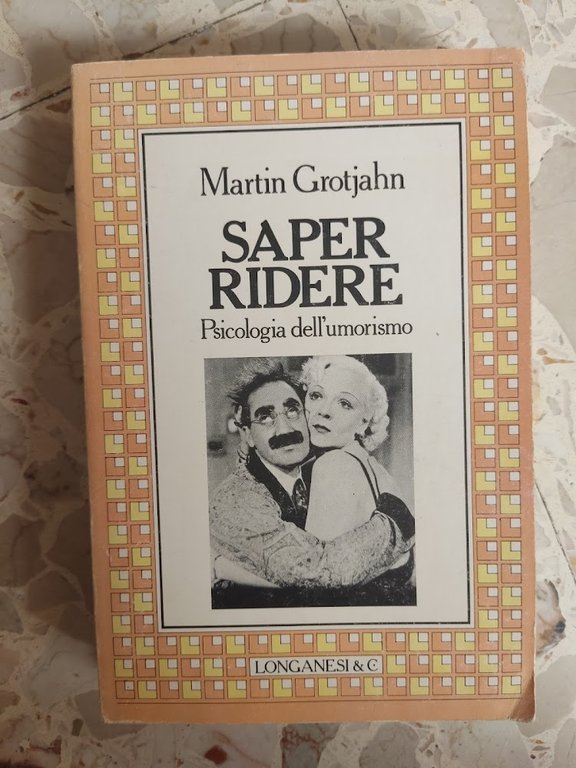 Martin Grotjahn
SAPER
RIDERE
Psicologia dell'umorismo
LONGANESI & C